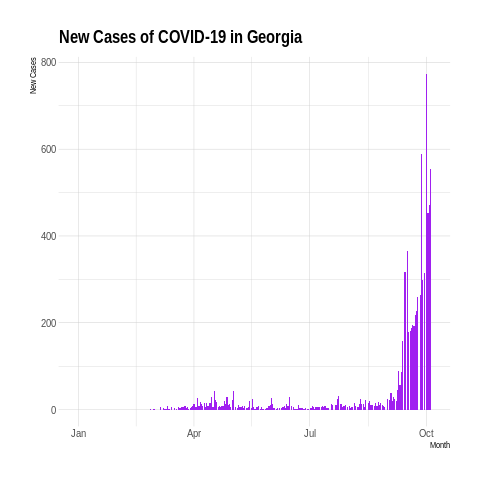 New Cases of COVID-19 in Georgia
New Cases
800
600
400
200
0
Jan Apr Jul Oct
Month